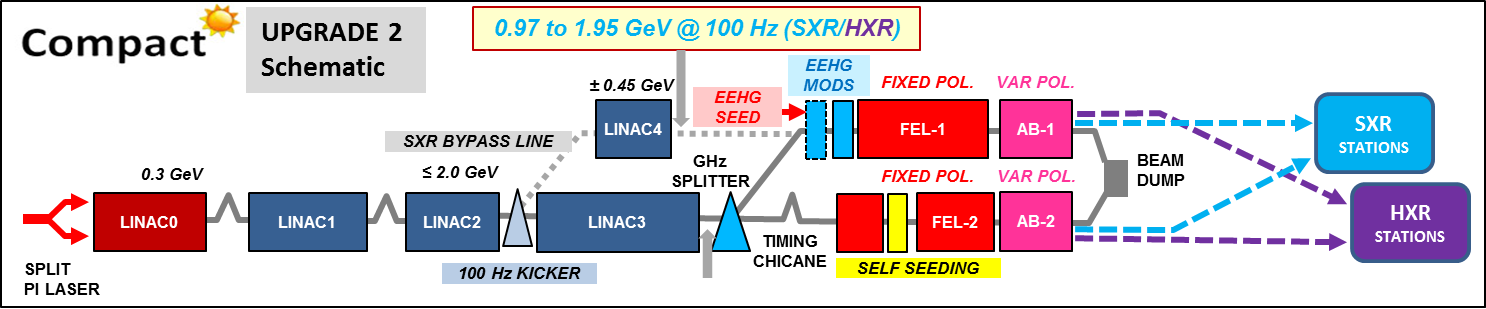 Compact
UPGRADE 2
Schematic
0.97 to 1.95 GeV @ 100 Hz (SXR/HXR)
± 0.45 GeV
EEHG
SEED
EEHG
MODS
FIXED POL.
VAR POL.
LINAC4
FEL-1
AB-1
SXR
STATIONS
SXR BYPASS LINE
GHz
SPLITTER
BEAM
DUMP
0.3 GeV
≤ 2.0 GeV
FIXED POL.
VAR POL.
LINAC0
LINAC1
LINAC2
LINAC3
FEL-2
AB-2
HXR
STATIONS
TIMING
CHICANE
SPLIT
PI LASER
100 Hz KICKER
SELF SEEDING